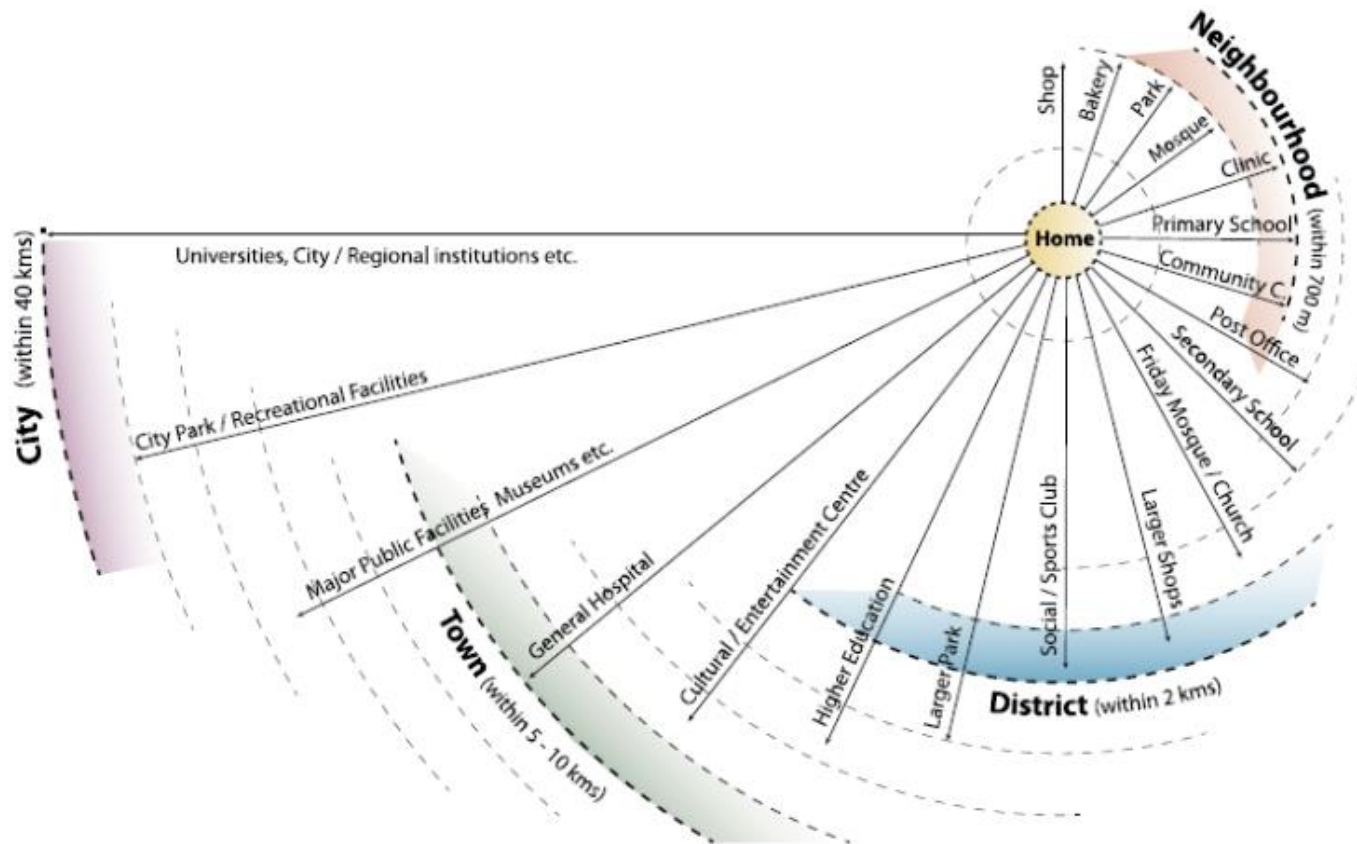 Neighbourhood (within 700 m)
Shop
Bakery
Park
Mosque
Clinic
Primary School
Community C.
Post Office
Secondary School
Friday Mosque / Church
Larger Shops
Social / Sports Club
Larger Park
Higher Education
Cultural / Entertainment Centre
General Hospital
Major Public Facilities Museums etc.
City Park / Recreational Facilities
Universities, City / Regional institutions etc.
Home
District (within 2 kms)
Town (within 5 - 10 kms)
City (within 40 kms)